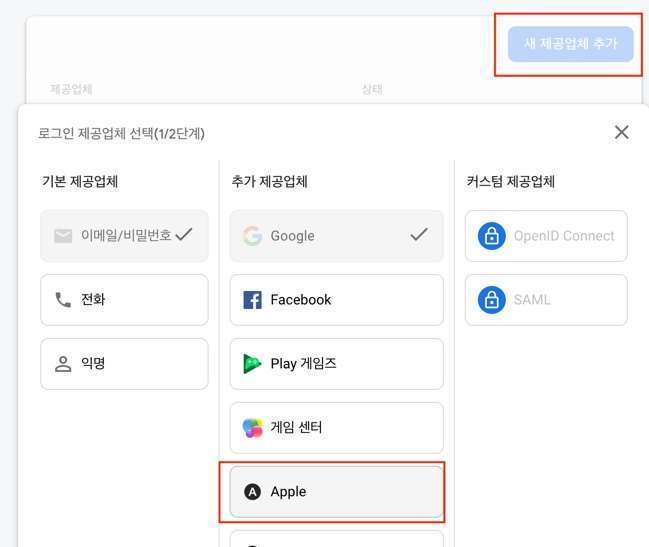 새 제공업체 추가
제공업체
상태
로그인 제공업체 선택(1/2단계)
기본 제공업체
이메일/비밀번호
전화
익명
추가 제공업체
Google
Facebook
Play 게임즈
게임 센터
Apple
커스텀 제공업체
OpenID Connect
SAML